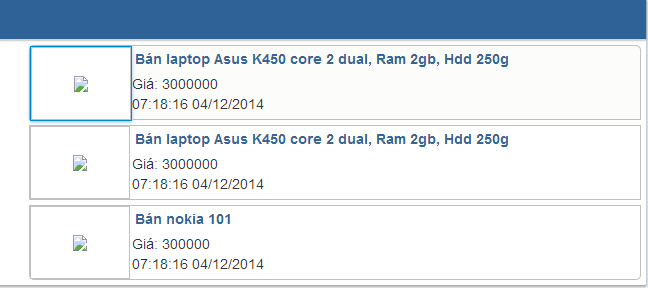 Bán laptop Asus K450 core 2 dual, Ram 2gb, Hdd 250g
Giá: 3000000
07:18:16 04/12/2014
Bán laptop Asus K450 core 2 dual, Ram 2gb, Hdd 250g
Giá: 3000000
07:18:16 04/12/2014
Bán nokia 101
Giá: 300000
07:18:16 04/12/2014